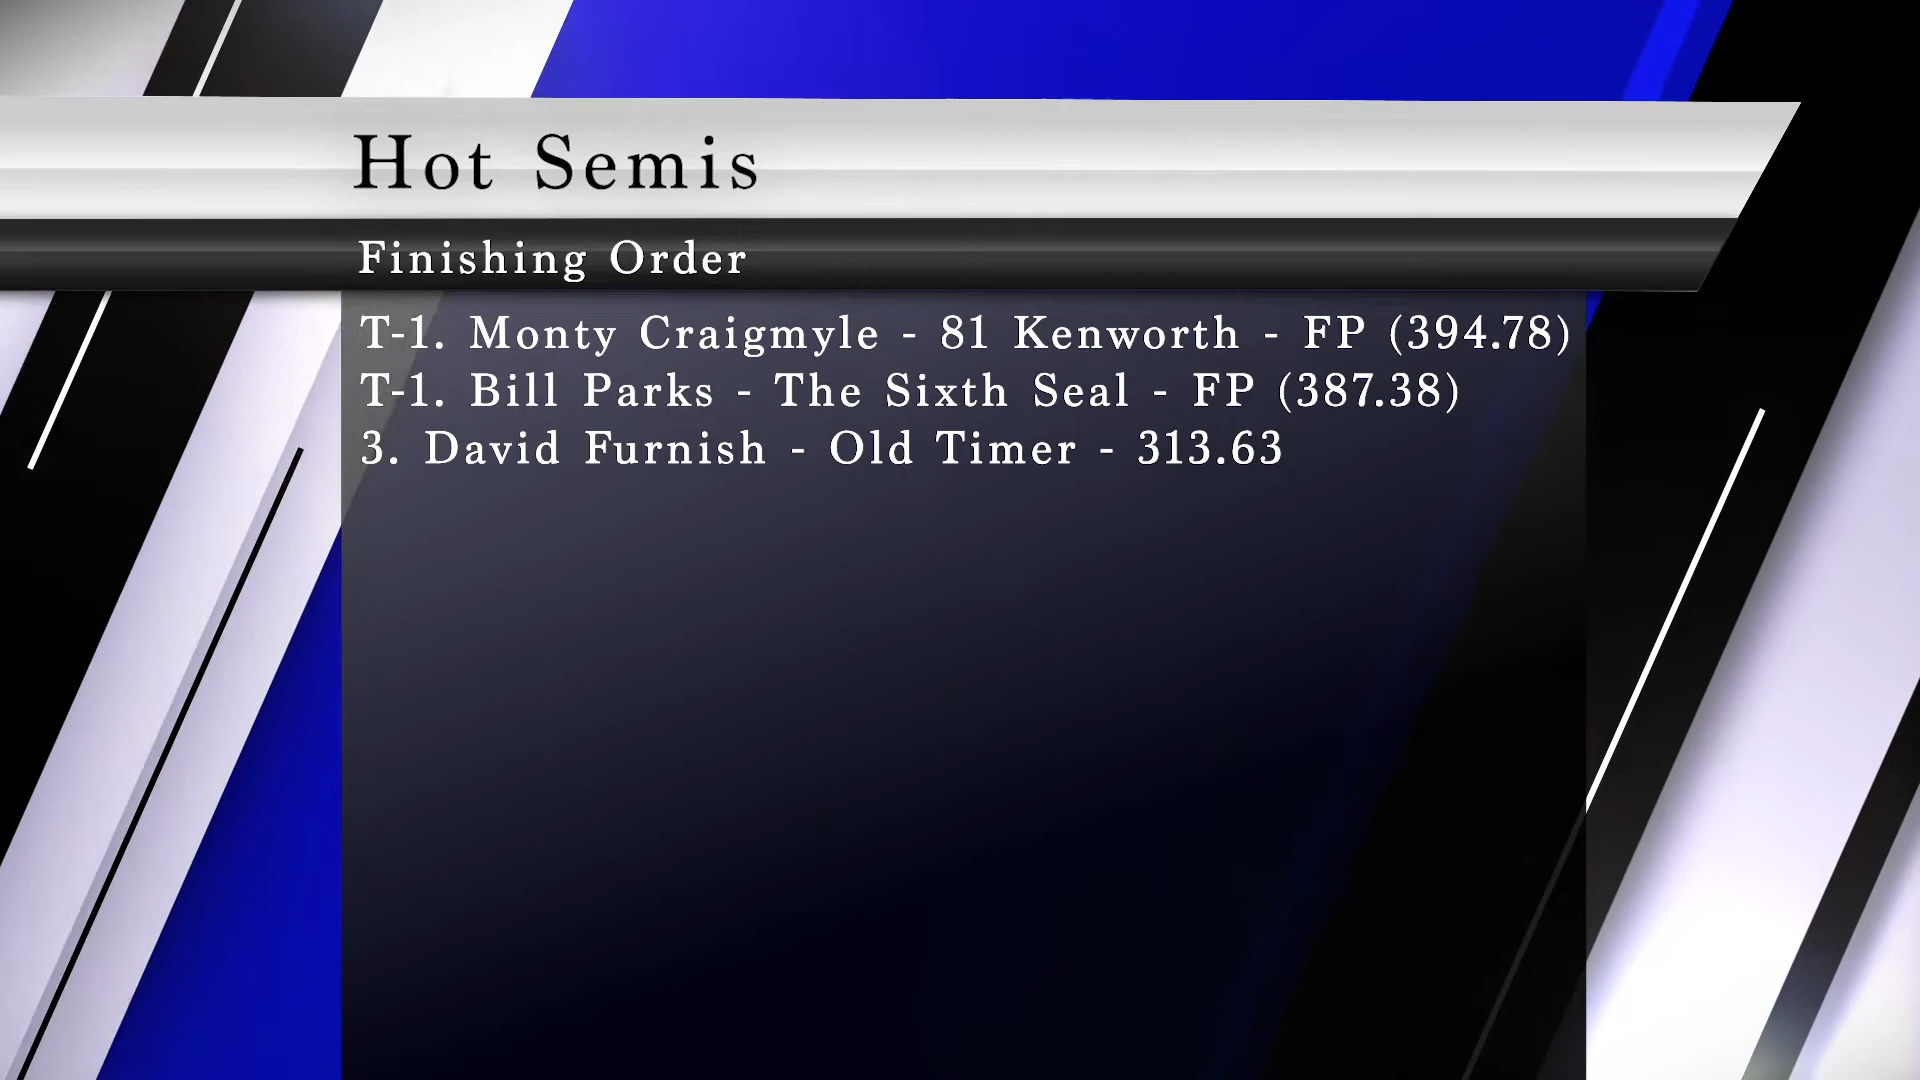 Hot Semis
Finishing Order
T-1. Monty Craigmyle - 81 Kenworth - FP (394.78)
T-1. Bill Parks - The Sixth Seal - FP (387.38)
3. David Furnish - Old Timer - 313.63